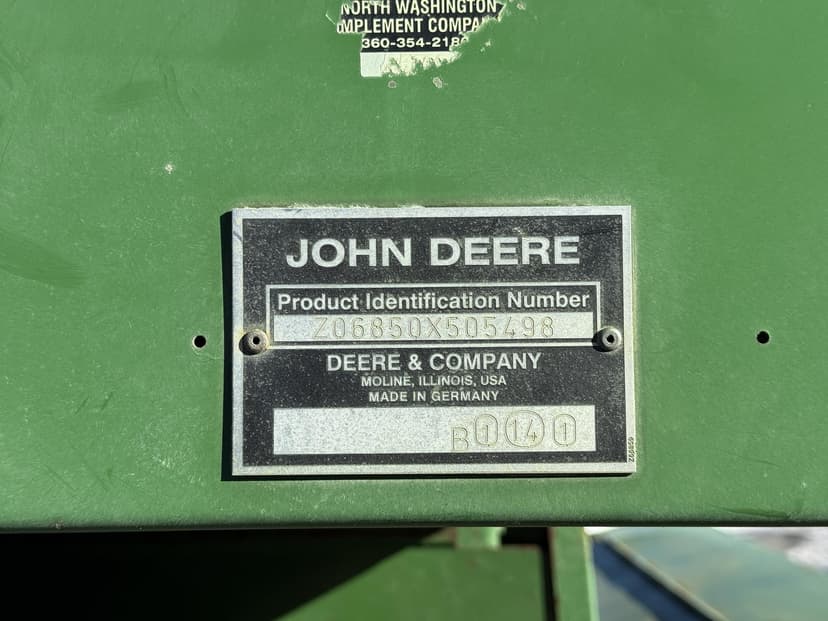 NORTH WASHINGTON
IMPLEMENT
360-354-218
JOHN DEERE
Product Identification Number
Z06850X505498
DEERE & COMPANY
MOLINE, ILLINOIS, USA
MADE IN GERMANY
B 1 14 1
Z60859